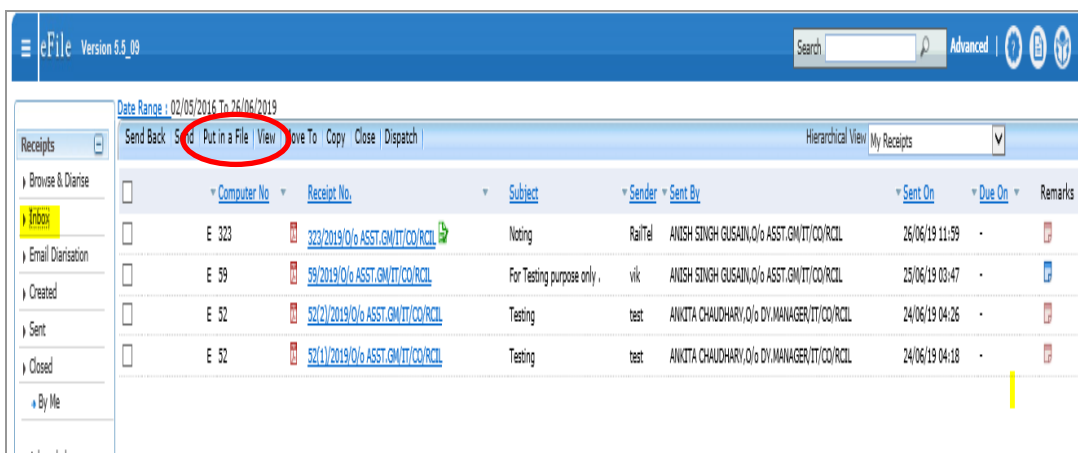 eFile Version 5.5_09
Search
Advanced |
Date Range : 02/05/2016 To 26/06/2019
Receipts
Send Back | Send | Put in a File | View | Move To | Copy | Close | Dispatch |
Hierarchical View My Receipts
Browse & Diarise
Inbox
Email Diarisation
Created
Sent
Closed
By Me
Computer No Receipt No. Subject Sender Sent By Sent On Due On Remarks
E 323 323/2019/O/o ASST.GM/IT/CO/RCIL Noting RailTel ANISH SINGH GUSAIN,O/o ASST.GM/IT/CO/RCIL 26/06/19 11:59 -
E 59 59/2019/O/o ASST.GM/IT/CO/RCIL For Testing purpose only . vik ANISH SINGH GUSAIN,O/o ASST.GM/IT/CO/RCIL 25/06/19 03:47 -
E 52 52(2)/2019/O/o ASST.GM/IT/CO/RCIL Testing test ANKITA CHAUDHARY,O/o DY.MANAGER/IT/CO/RCIL 24/06/19 04:26 -
E 52 52(1)/2019/O/o ASST.GM/IT/CO/RCIL Testing test ANKITA CHAUDHARY,O/o DY.MANAGER/IT/CO/RCIL 24/06/19 04:18 -